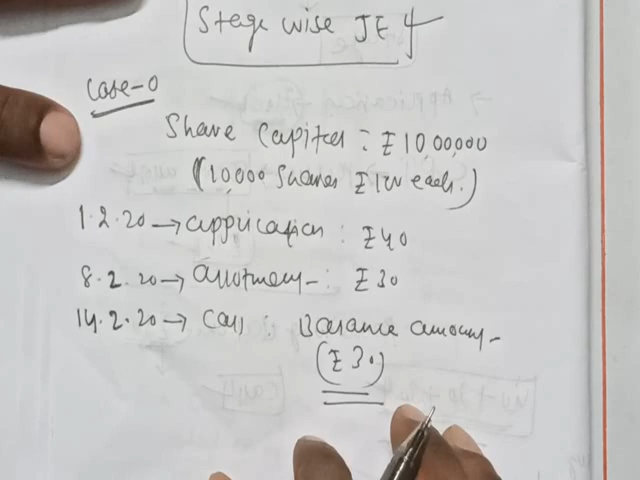 Stage wise JE
Case-0
Share Capital : ₹10,00,000
(10,000 Shares ₹100 each.)
1.2.20 → application : ₹40
8.2.20 → allotment - : ₹30
14.2.20 → Call : Balance amount -
(₹30)